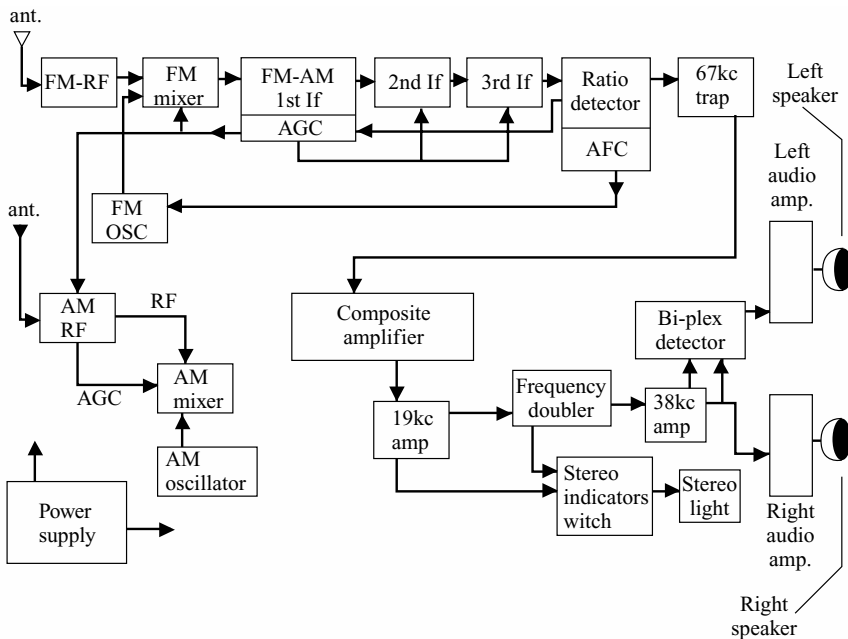 ant.
FM-RF
FM
mixer
FM-AM
1st If
AGC
2nd If
3rd If
Ratio
detector
AFC
67kc
trap
Left
speaker
Left
audio
amp.
FM
OSC
ant.
AM
RF
RF
AGC
AM
mixer
AM
oscillator
Power
supply
Composite
amplifier
19kc
amp
Frequency
doubler
38kc
amp
Bi-plex
detector
Stereo
indicators
witch
Stereo
light
Right
audio
amp.
Right
speaker